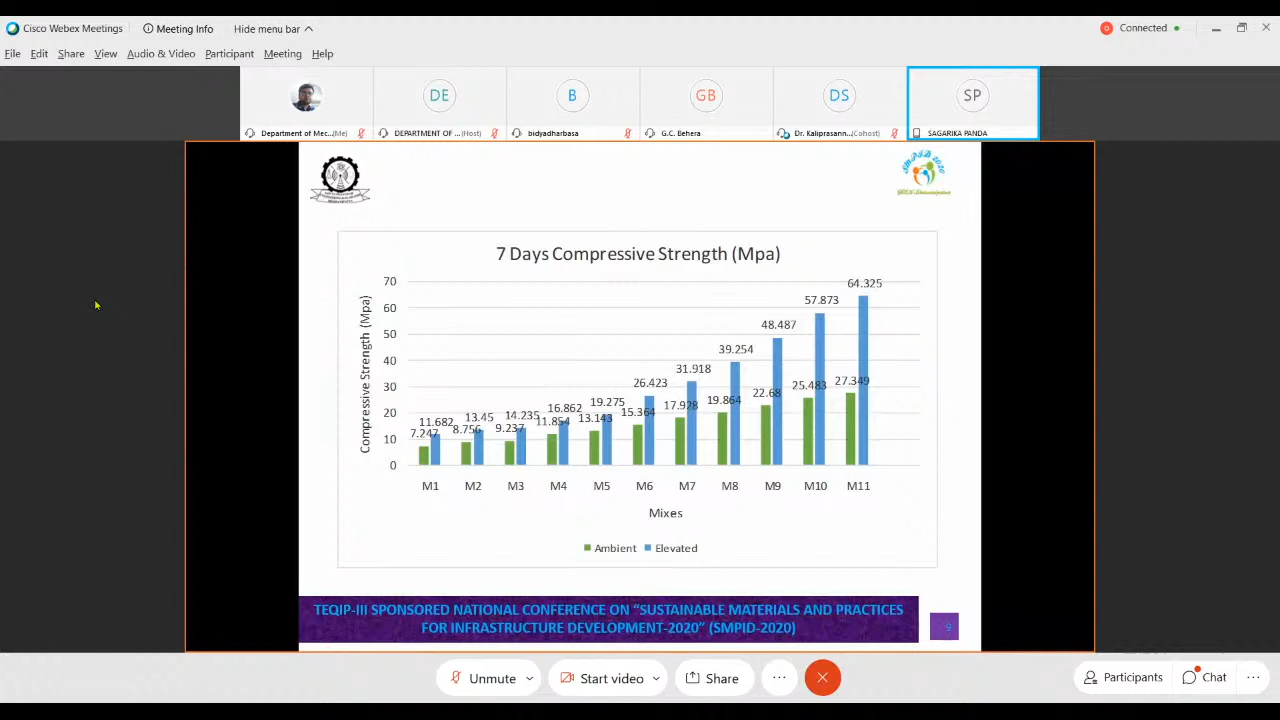 Cisco Webex Meetings
Meeting Info
Hide menu bar
Connected
File Edit Share View Audio & Video Participant Meeting Help
DE B GB DS SP
Department of Mec...(Me) DEPARTMENT OF ...(Host) bidyadharbasa G.C. Behera Dr. Kaliprasann...(Cohost) SAGARIKA PANDA
SMPID 2020
7 Days Compressive Strength (Mpa)
Compressive Strength (Mpa)
70
60
50
40
30
20
10
0
7.247 11.682 8.756 13.45 9.237 14.235 11.854 16.862 13.143 19.275 15.364 26.423 17.928 31.918 19.864 39.254 22.68 48.487 25.483 57.873 27.349 64.325
M1 M2 M3 M4 M5 M6 M7 M8 M9 M10 M11
Mixes
Ambient Elevated
TEQIP-III SPONSORED NATIONAL CONFERENCE ON “SUSTAINABLE MATERIALS AND PRACTICES
FOR INFRASTRUCTURE DEVELOPMENT-2020” (SMPID-2020)
9
Unmute Start video Share Participants Chat